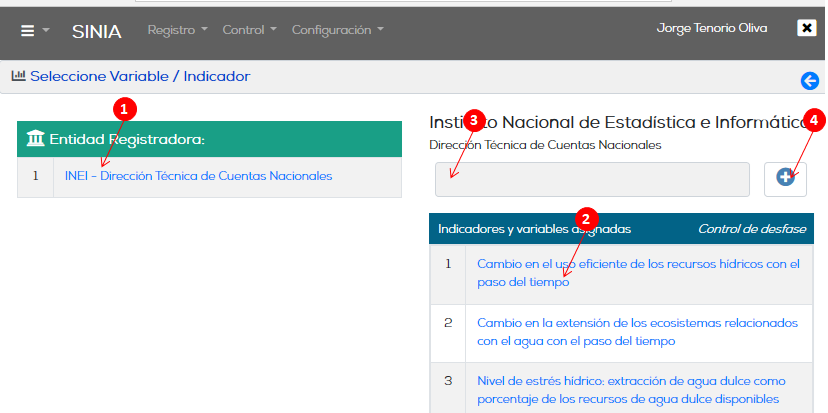 SINIA Registro Control Configuración Jorge Tenorio Oliva
Seleccione Variable / Indicador
1
3
4
Instituto Nacional de Estadística e Informática
Entidad Registradora:
Dirección Técnica de Cuentas Nacionales
1 INEI - Dirección Técnica de Cuentas Nacionales
2
Indicadores y variables asignadas Control de desfase
1 Cambio en el uso eficiente de los recursos hídricos con el
paso del tiempo
2 Cambio en la extensión de los ecosistemas relacionados
con el agua con el paso del tiempo
3 Nivel de estrés hídrico: extracción de agua dulce como
porcentaje de los recursos de agua dulce disponibles